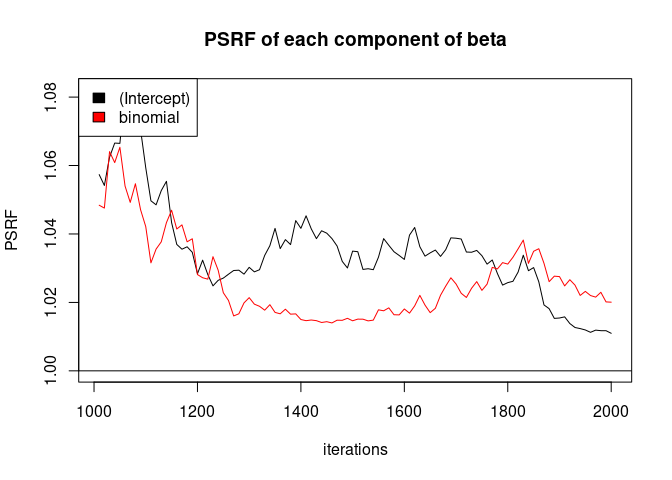 PSRF of each component of beta
(Intercept)
binomial
PSRF
1.08
1.06
1.04
1.02
1.00
1000 1200 1400 1600 1800 2000
iterations